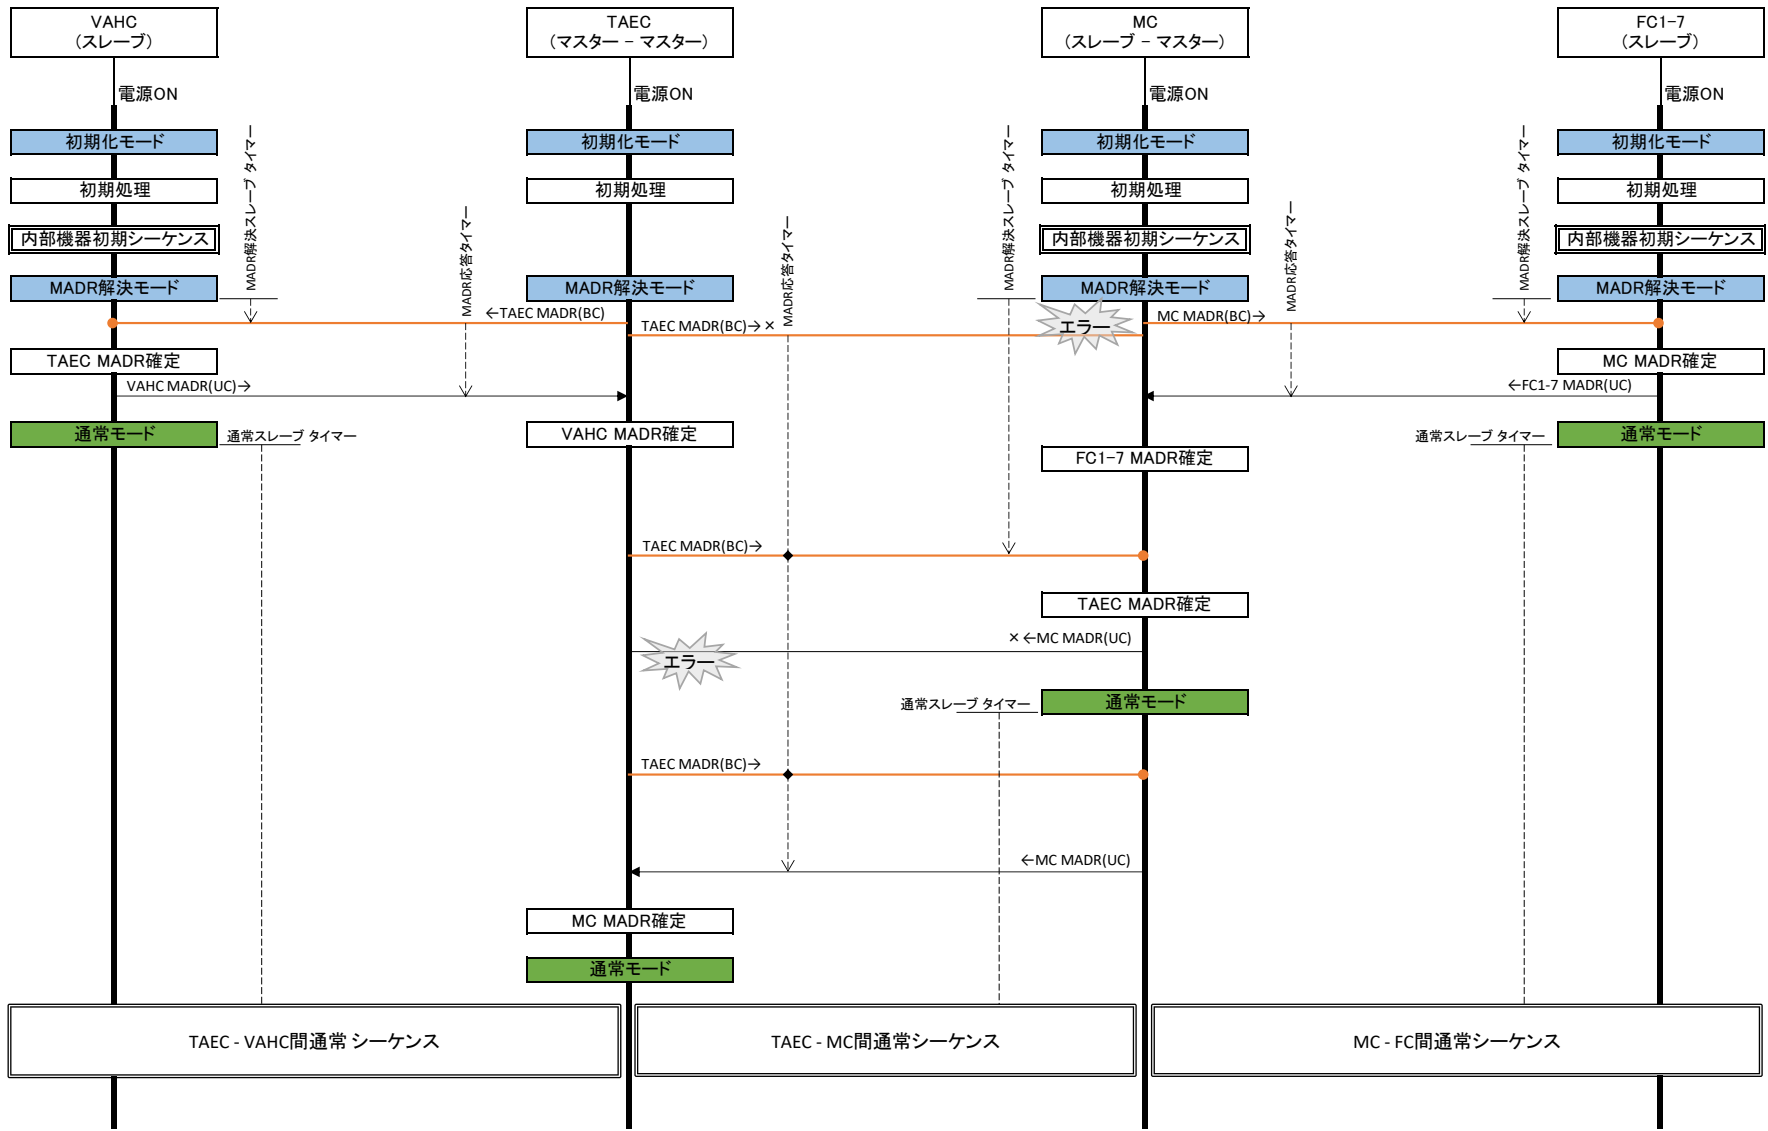 VAHC
（スレーブ）
TAEC
（マスター － マスター）
MC
（スレーブ － マスター）
FC1-7
（スレーブ）
電源ON
電源ON
電源ON
電源ON
初期化モード
初期化モード
初期化モード
初期化モード
初期処理
初期処理
初期処理
初期処理
内部機器初期シーケンス
内部機器初期シーケンス
内部機器初期シーケンス
MADR解決スレーブ タイマー
MADR応答タイマー
MADR応答タイマー
MADR解決スレーブ タイマー
MADR応答タイマー
MADR解決スレーブ タイマー
MADR解決モード
MADR解決モード
MADR解決モード
MADR解決モード
←TAEC MADR(BC)
TAEC MADR(BC)→ ×
エラー
MC MADR(BC)→
TAEC MADR確定
MC MADR確定
VAHC MADR(UC)→
←FC1-7 MADR(UC)
通常モード
通常スレーブ タイマー
VAHC MADR確定
通常スレーブ タイマー
通常モード
FC1-7 MADR確定
TAEC MADR(BC)→
TAEC MADR確定
× ←MC MADR(UC)
エラー
通常スレーブ タイマー
通常モード
TAEC MADR(BC)→
←MC MADR(UC)
MC MADR確定
通常モード
TAEC - VAHC間通常 シーケンス
TAEC - MC間通常シーケンス
MC - FC間通常シーケンス